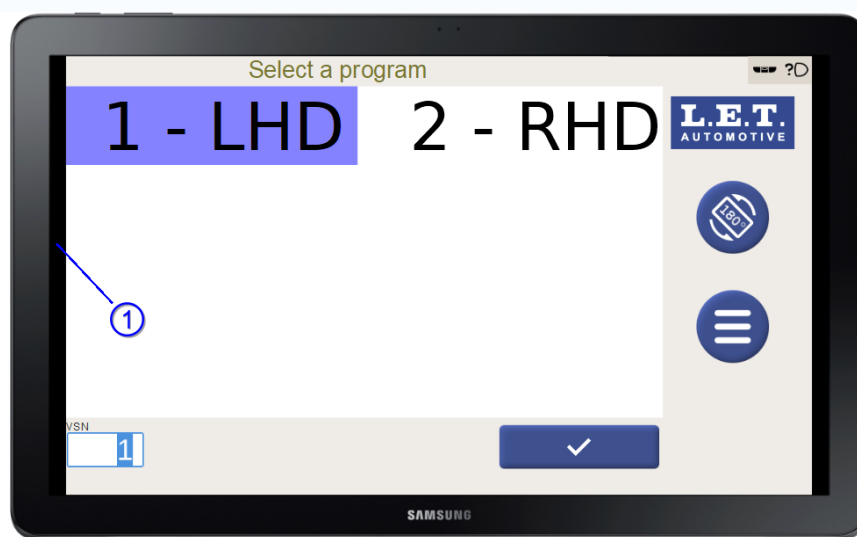 Select a program
?
1 - LHD
2 - RHD
L.E.T.
AUTOMOTIVE
180°
1
VSN
1
SAMSUNG